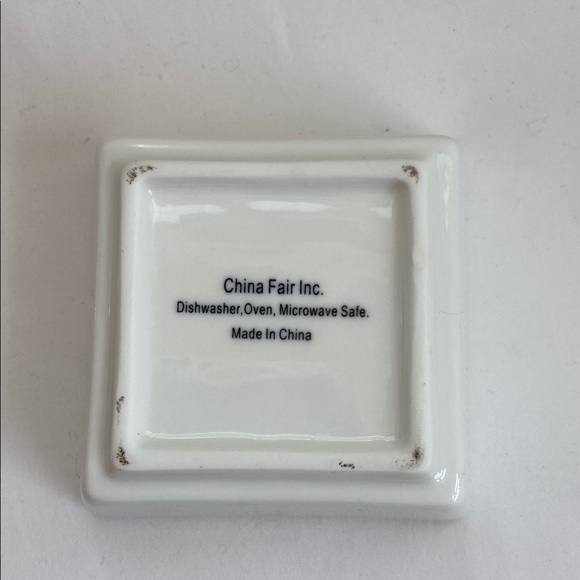 China Fair Inc.
Dishwasher,Oven, Microwave Safe.
Made In China